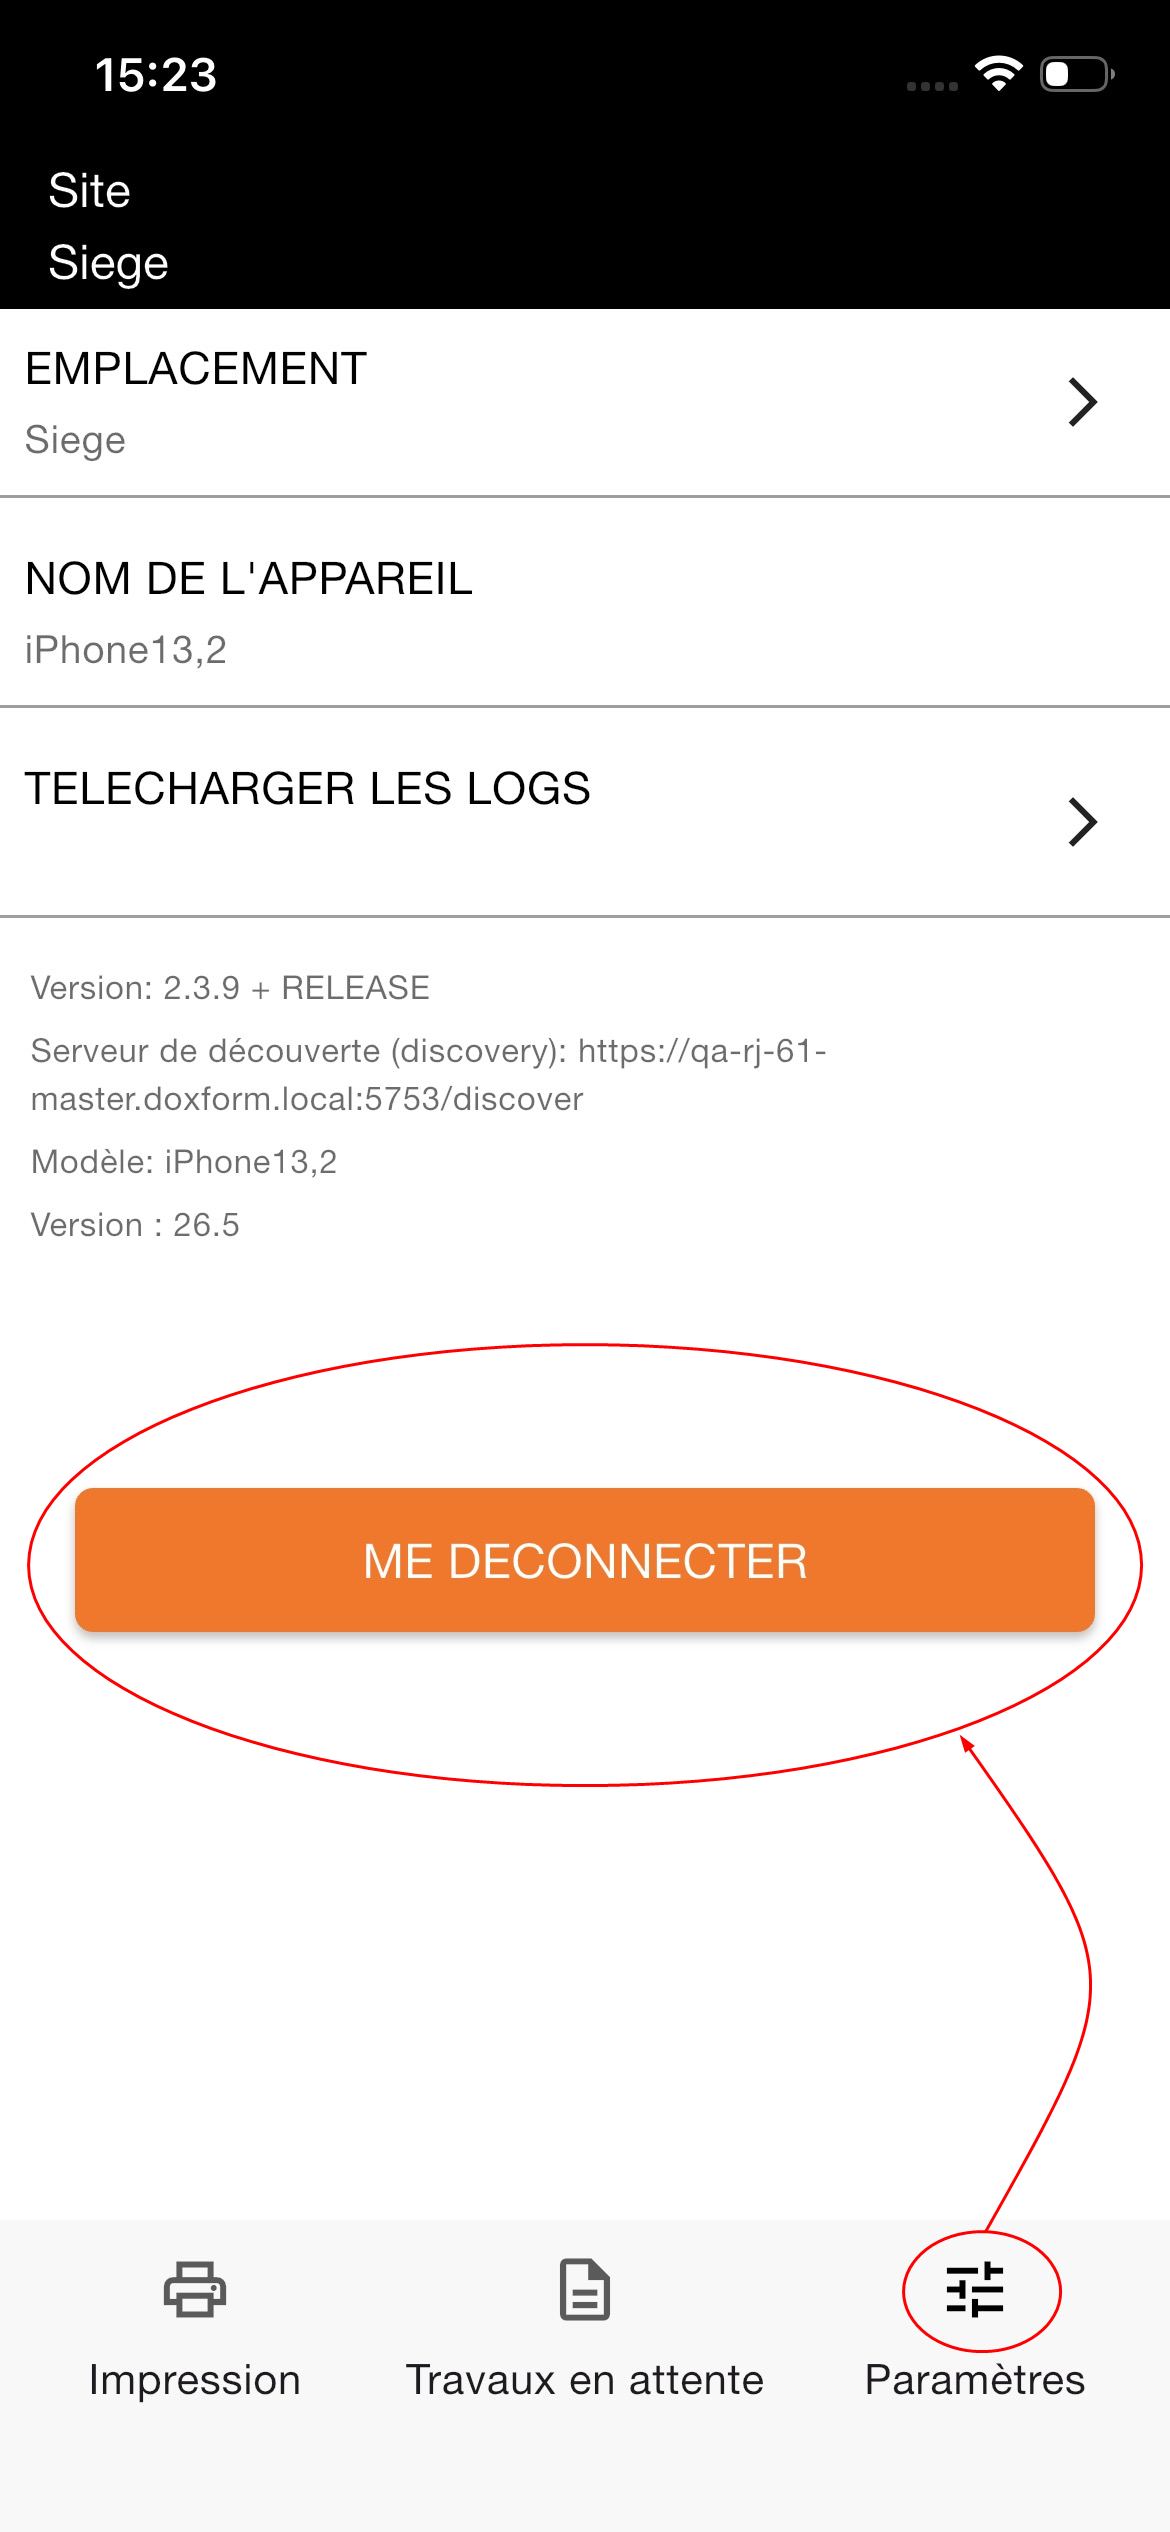 15:23
Site
Siege
EMPLACEMENT
Siege
NOM DE L'APPAREIL
iPhone13,2
TELECHARGER LES LOGS
Version: 2.3.9 + RELEASE
Serveur de découverte (discovery): https://qa-rj-61-
master.doxform.local:5753/discover
Modèle: iPhone13,2
Version : 26.5
ME DECONNECTER
Impression
Travaux en attente
Paramètres